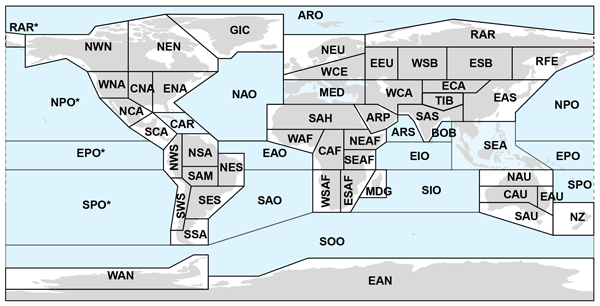 ARO
RAR*
GIC
RAR
NWN
NEN
NEU
RFE
WCE
EEU
WSB
ESB
WNA
CNA
ENA
NAO
MED
WCA
ECA
TIB
EAS
NPO*
NPO
NCA
SCA
CAR
SAH
ARP
SAS
ARS
BOB
WAF
NEAF
CAF
SEA
EPO*
NWS
NSA
EAO
SEAF
EIO
EPO
NES
SAM
WSAF
ESAF
MDG
NAU
SPO
SPO*
SWS
SES
SAO
SIO
CAU
EAU
SAU
NZ
SSA
SOO
WAN
EAN